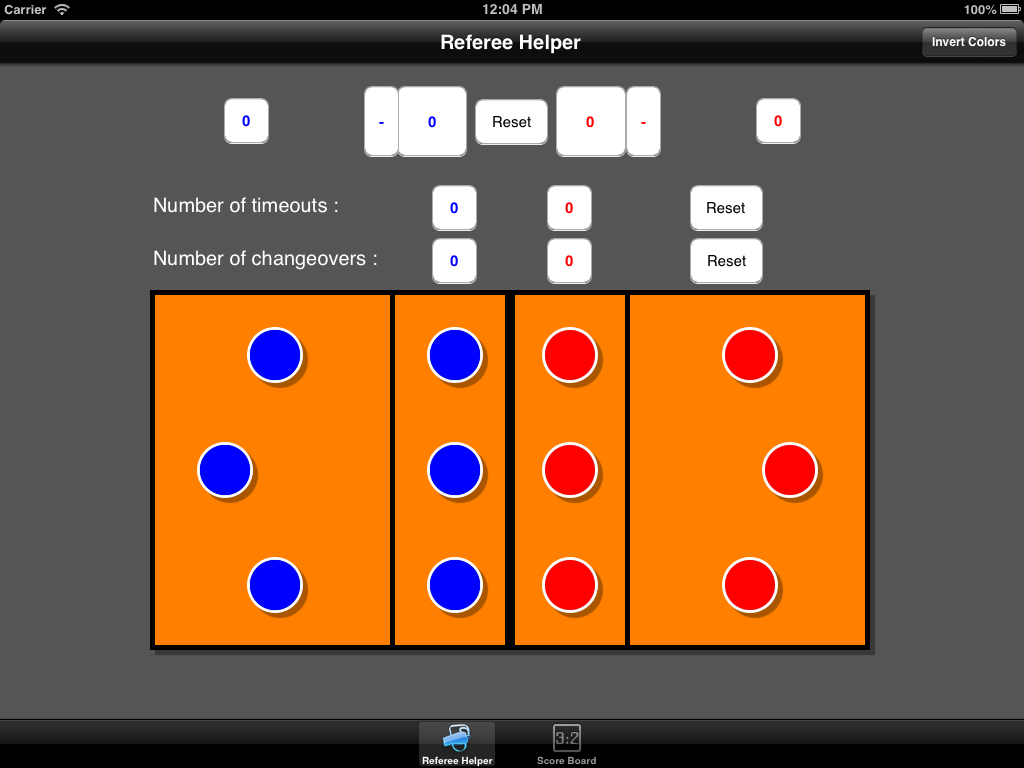 Carrier 12:04 PM 100%
Referee Helper Invert Colors
0 - 0 Reset 0 - 0
Number of timeouts : 0 0 Reset
Number of changeovers : 0 0 Reset
3:2
Referee Helper Score Board